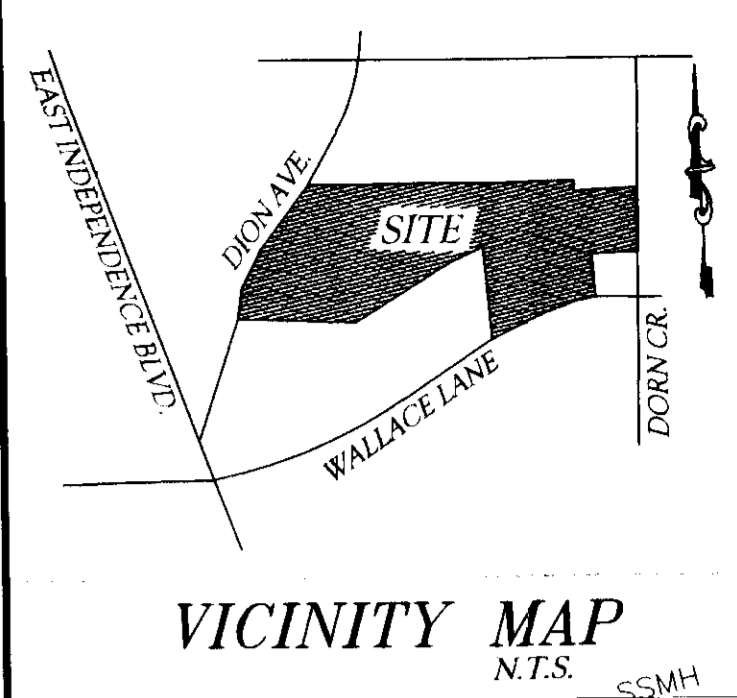 EAST INDEPENDENCE BLVD.
DION AVE.
SITE
WALLACE LANE
DORN CR.
VICINITY MAP
N.T.S.
SSMH